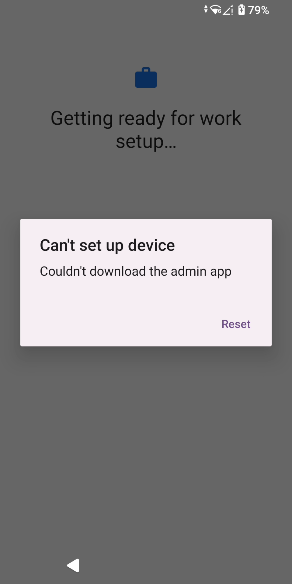 79%
Getting ready for work
setup...
Can't set up device
Couldn't download the admin app
Reset